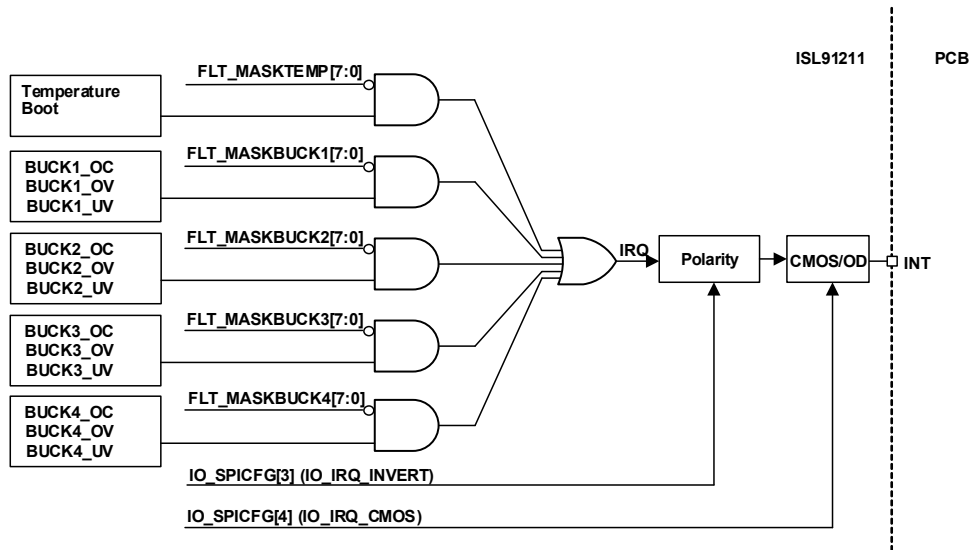 ISL91211
PCB
FLT_MASKTEMP[7:0]
Temperature
Boot
FLT_MASKBUCK1[7:0]
BUCK1_OC
BUCK1_OV
BUCK1_UV
FLT_MASKBUCK2[7:0]
BUCK2_OC
BUCK2_OV
BUCK2_UV
IRQ
Polarity
CMOS/OD
INT
FLT_MASKBUCK3[7:0]
BUCK3_OC
BUCK3_OV
BUCK3_UV
FLT_MASKBUCK4[7:0]
BUCK4_OC
BUCK4_OV
BUCK4_UV
IO_SPICFG[3] (IO_IRQ_INVERT)
IO_SPICFG[4] (IO_IRQ_CMOS)